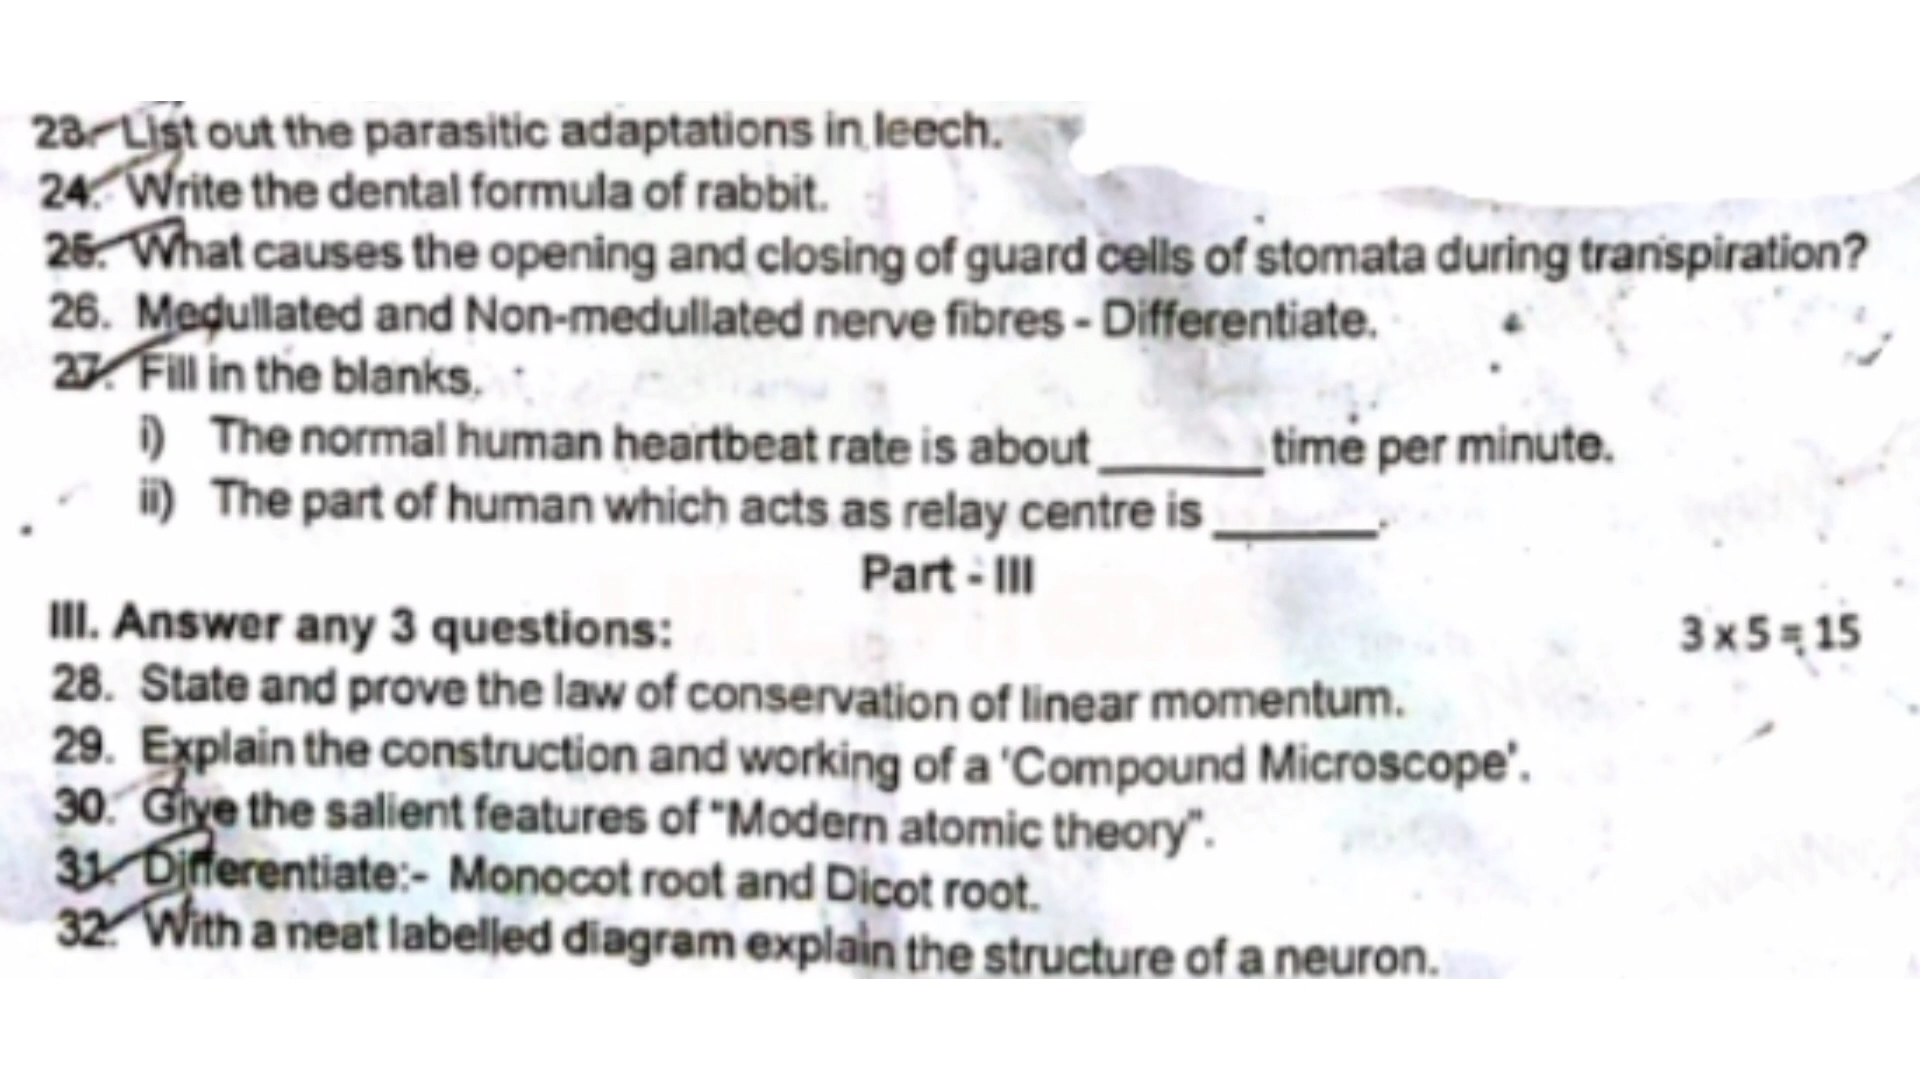 23. List out the parasitic adaptations in leech.
24. Write the dental formula of rabbit.
25. What causes the opening and closing of guard cells of stomata during transpiration?
26. Medullated and Non-medullated nerve fibres - Differentiate.
27. Fill in the blanks.
i) The normal human heartbeat rate is about ______ time per minute.
ii) The part of human which acts as relay centre is ______.
Part - III
III. Answer any 3 questions: 3 x 5 = 15
28. State and prove the law of conservation of linear momentum.
29. Explain the construction and working of a 'Compound Microscope'.
30. Give the salient features of "Modern atomic theory".
31. Differentiate:- Monocot root and Dicot root.
32. With a neat labelled diagram explain the structure of a neuron.